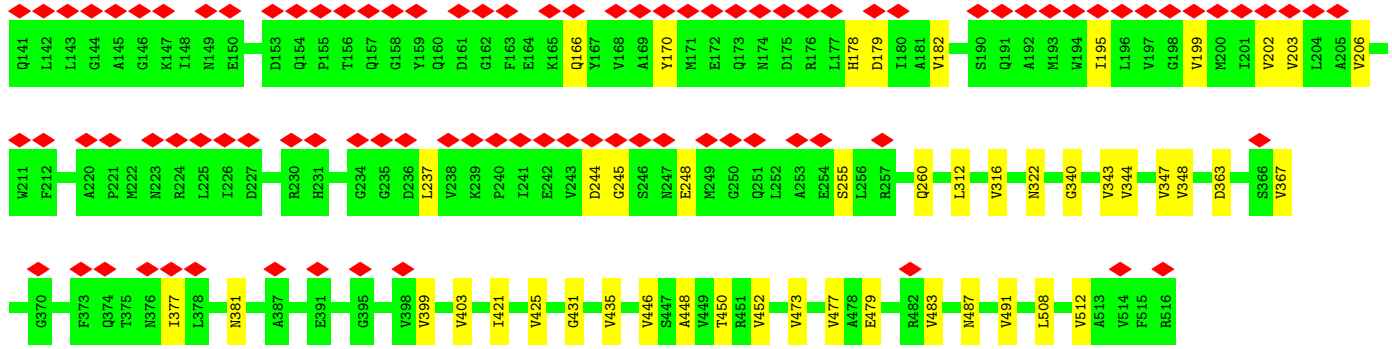 Q141 L142 L143 G144 A145 G146 K147 I148 N149 E150 D153 Q154 P155 T156 Q157 G158 Y159 Q160 D161 G162 F163 E164 K165 Q166 Y167 V168 A169 Y170 M171 E172 Q173 N174 D175 R176 L177 H178 D179 I180 A181 V182 S190 Q191 A192 M193 W194 I195 L196 V197 G198 V199 M200 I201 V202 V203 L204 A205 V206
W211 F212 A220 P221 M222 N223 R224 L225 I226 D227 R230 H231 G234 G235 D236 L237 V238 K239 P240 I241 E242 V243 D244 G245 S246 N247 E248 M249 G250 Q251 L252 A253 E254 S255 L256 R257 Q260 L312 V316 N322 G340 V343 V344 V347 V348 D363 S366 V367
G370 F373 Q374 T375 N376 I377 L378 N381 A387 E391 G395 V398 V399 V403 I421 V425 G431 V435 V446 S447 A448 V449 T450 R451 V452 V473 V477 A478 E479 R482 V483 N487 V491 L508 V512 A513 V514 F515 R516